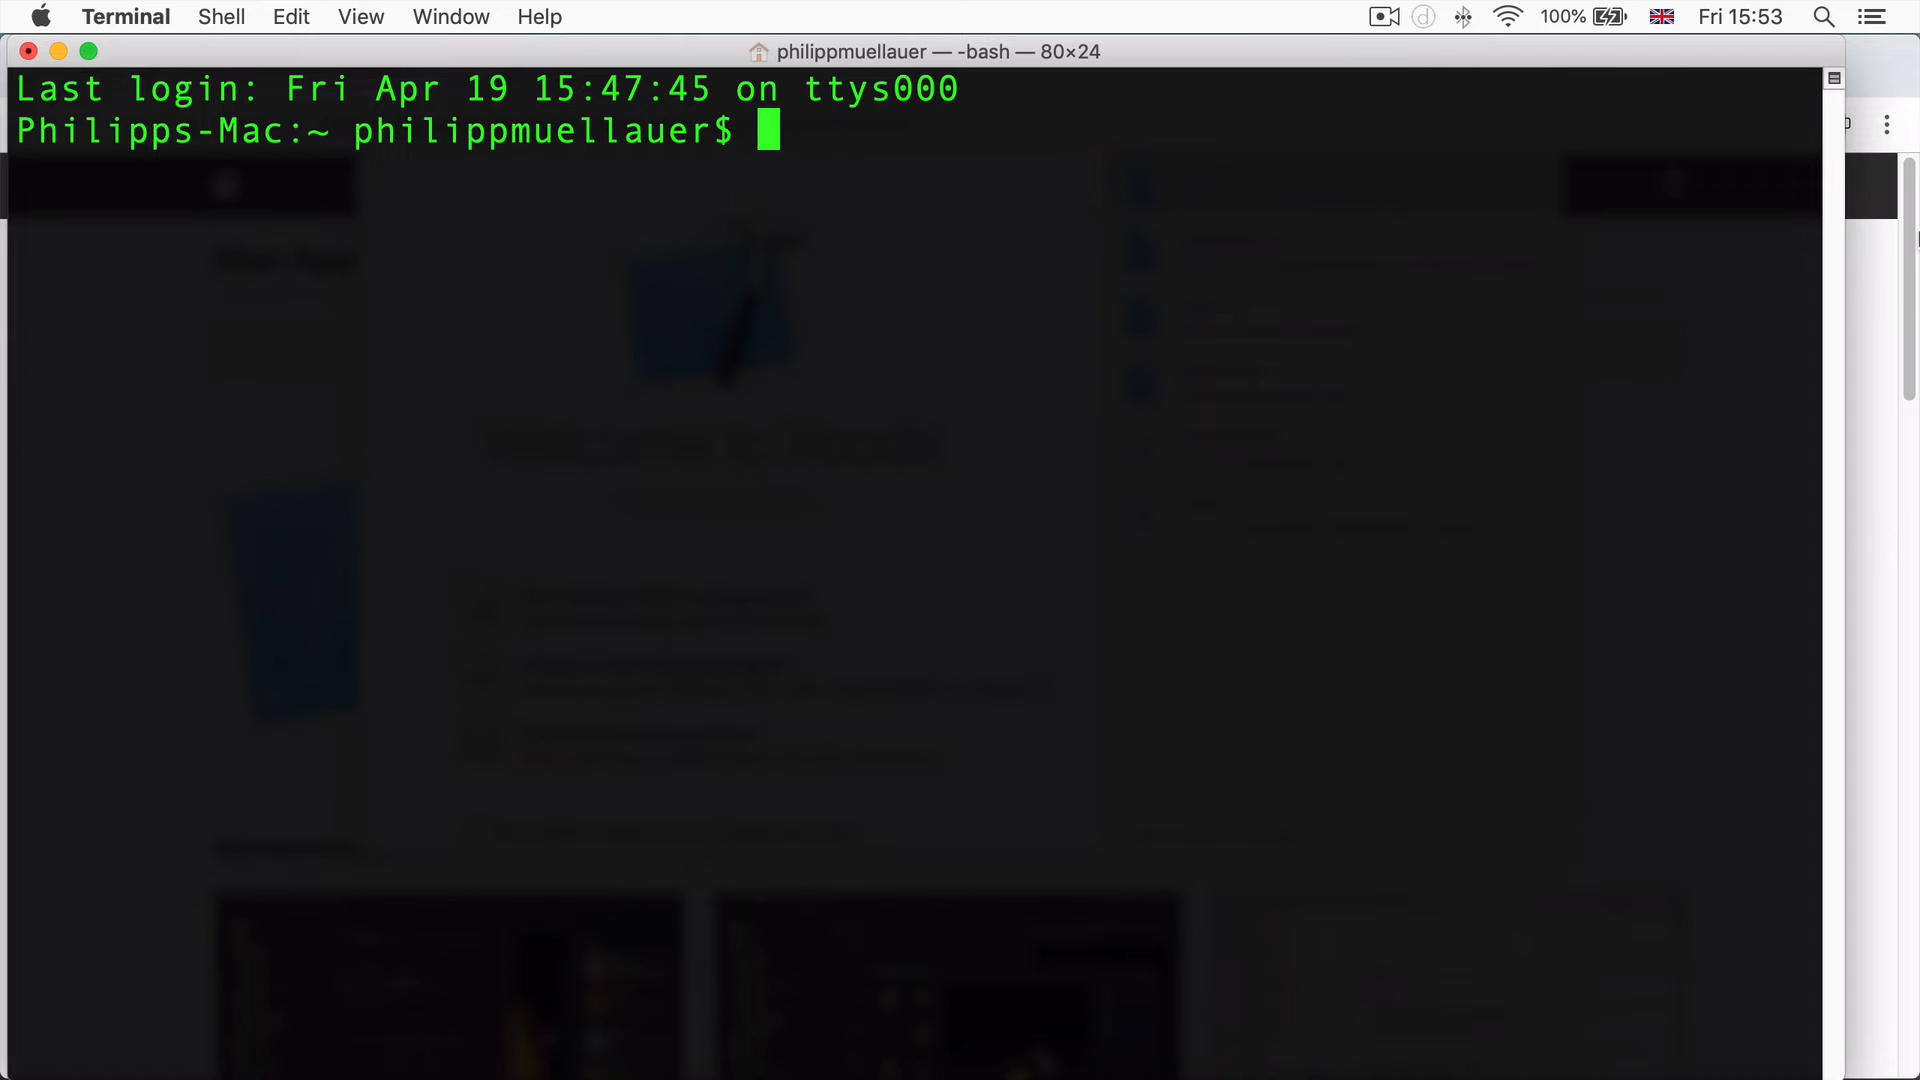 Terminal Shell Edit View Window Help 100% Fri 15:53
philippmuellauer — -bash — 80×24
Last login: Fri Apr 19 15:47:45 on ttys000
Philipps-Mac:~ philippmuellauer$